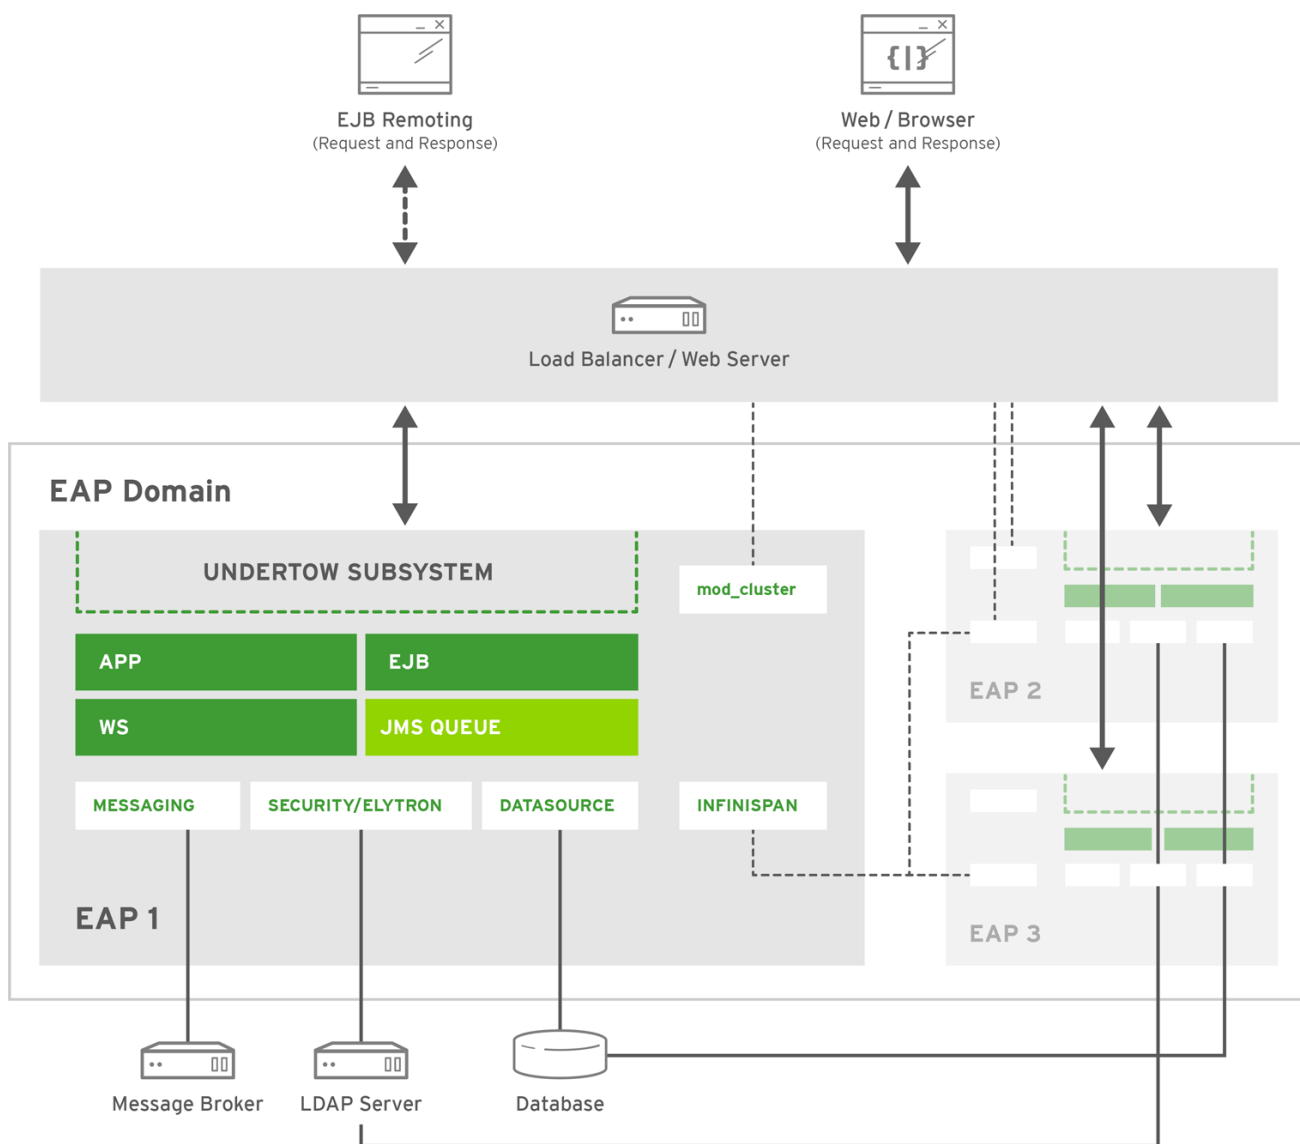 EJB Remoting
(Request and Response)
Web / Browser
(Request and Response)
Load Balancer / Web Server
EAP Domain
UNDERTOW SUBSYSTEM
mod_cluster
APP
EJB
WS
JMS QUEUE
MESSAGING
SECURITY/ELYTRON
DATASOURCE
INFINISPAN
EAP 1
EAP 2
EAP 3
Message Broker
LDAP Server
Database